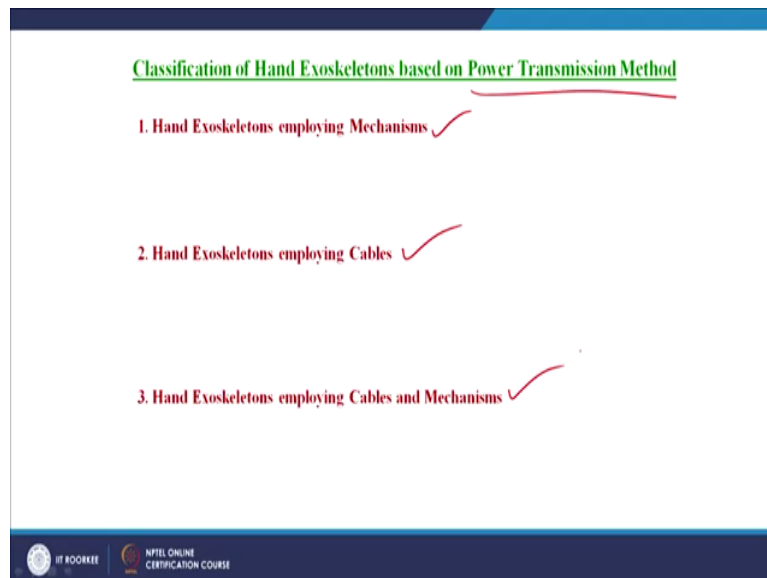 Classification of Hand Exoskeletons based on Power Transmission Method
1. Hand Exoskeletons employing Mechanisms
2. Hand Exoskeletons employing Cables
3. Hand Exoskeletons employing Cables and Mechanisms
IIT ROORKEE
NPTEL ONLINE
CERTIFICATION COURSE